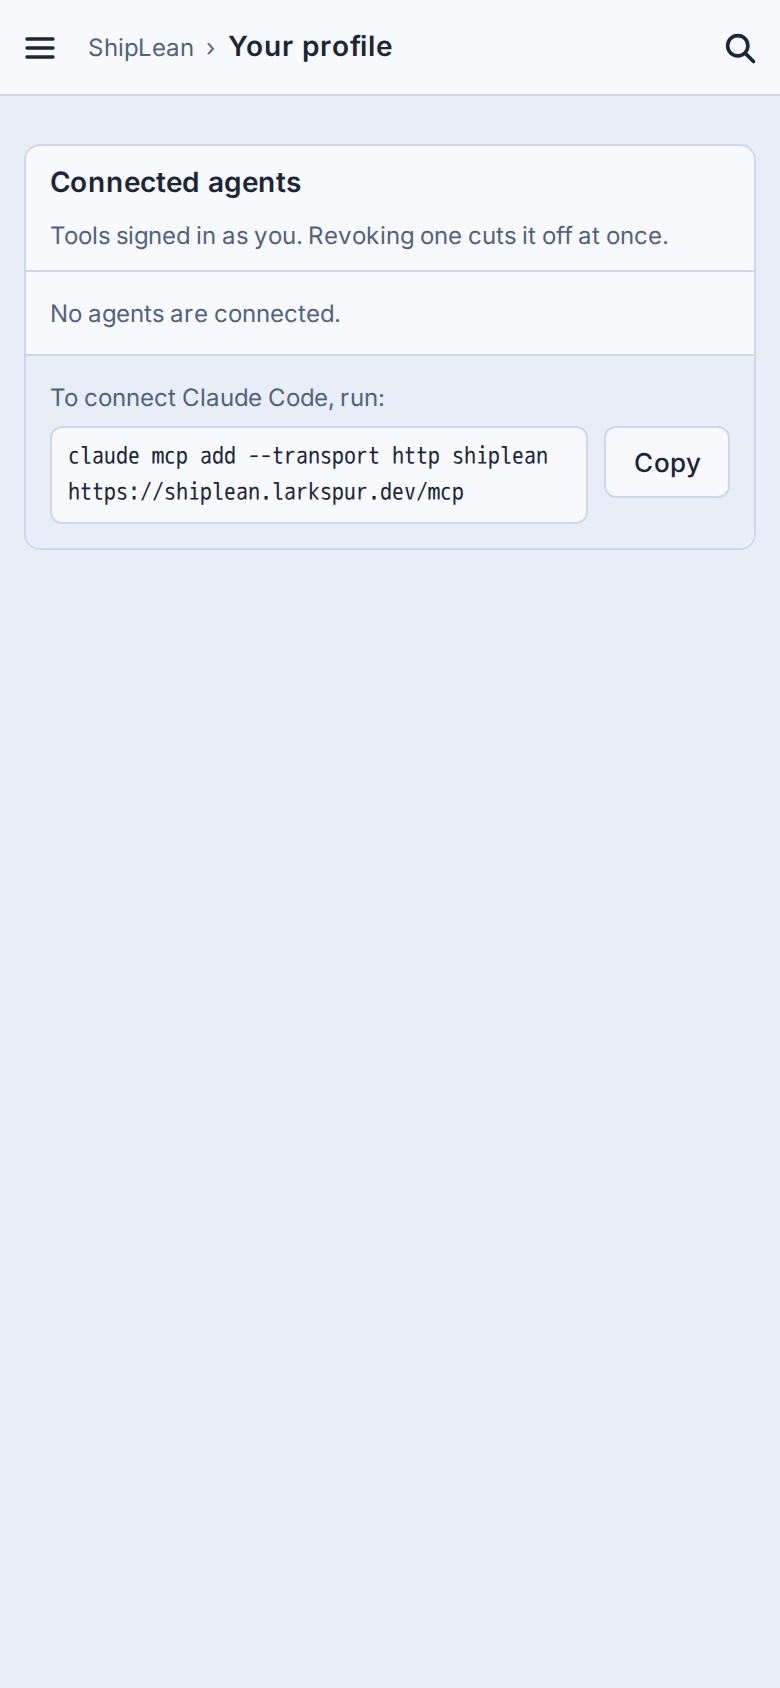 ShipLean › Your profile
Connected agents
Tools signed in as you. Revoking one cuts it off at once.
No agents are connected.
To connect Claude Code, run:
claude mcp add --transport http shiplean
https://shiplean.larkspur.dev/mcp
Copy